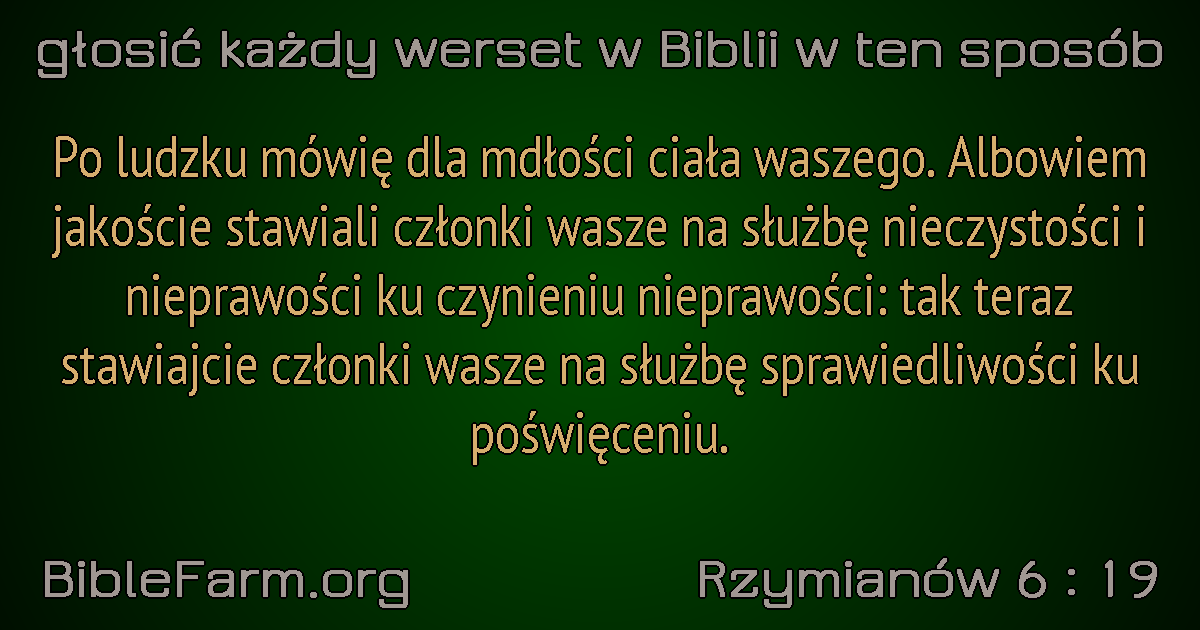 głosić każdy werset w Biblii w ten sposób
Po ludzku mówię dla mdłości ciała waszego. Albowiem
jakoście stawiali członki wasze na służbę nieczystości i
nieprawości ku czynieniu nieprawości: tak teraz
stawiajcie członki wasze na służbę sprawiedliwości ku
poświęceniu.
BibleFarm.org
Rzymianów 6 : 19